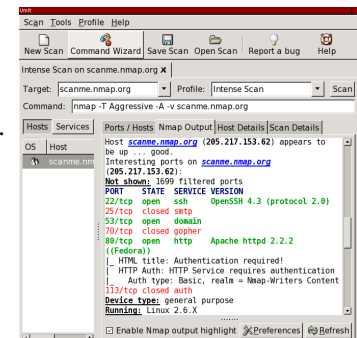 Umit
Scan Tools Profile Help
New Scan Command Wizard Save Scan Open Scan Report a bug Help
Intense Scan on scanme.nmap.org X
Target: scanme.nmap.org Profile: Intense Scan Scan
Command: nmap -T Aggressive -A -v scanme.nmap.org
Hosts Services
OS Host
scanme.nm
Ports / Hosts Nmap Output Host Details Scan Details
Host scanme.nmap.org (205.217.153.62) appears to
be up ... good.
Interesting ports on scanme.nmap.org
(205.217.153.62):
Not shown: 1699 filtered ports
PORT STATE SERVICE VERSION
22/tcp open ssh OpenSSH 4.3 (protocol 2.0)
25/tcp closed smtp
53/tcp open domain
70/tcp closed gopher
80/tcp open http Apache httpd 2.2.2
((Fedora))
|_ HTML title: Authentication required!
| HTTP Auth: HTTP Service requires authentication
|_ Auth type: Basic, realm = Nmap-Writers Content
113/tcp closed auth
Device type: general purpose
Running: Linux 2.6.X
Enable Nmap output highlight Preferences Refresh